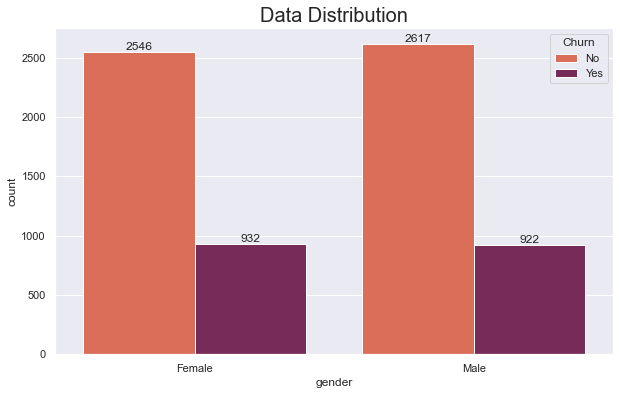 Data Distribution
Churn
No
Yes
2546
2617
932
922
2500
2000
1500
1000
500
0
count
Female
Male
gender